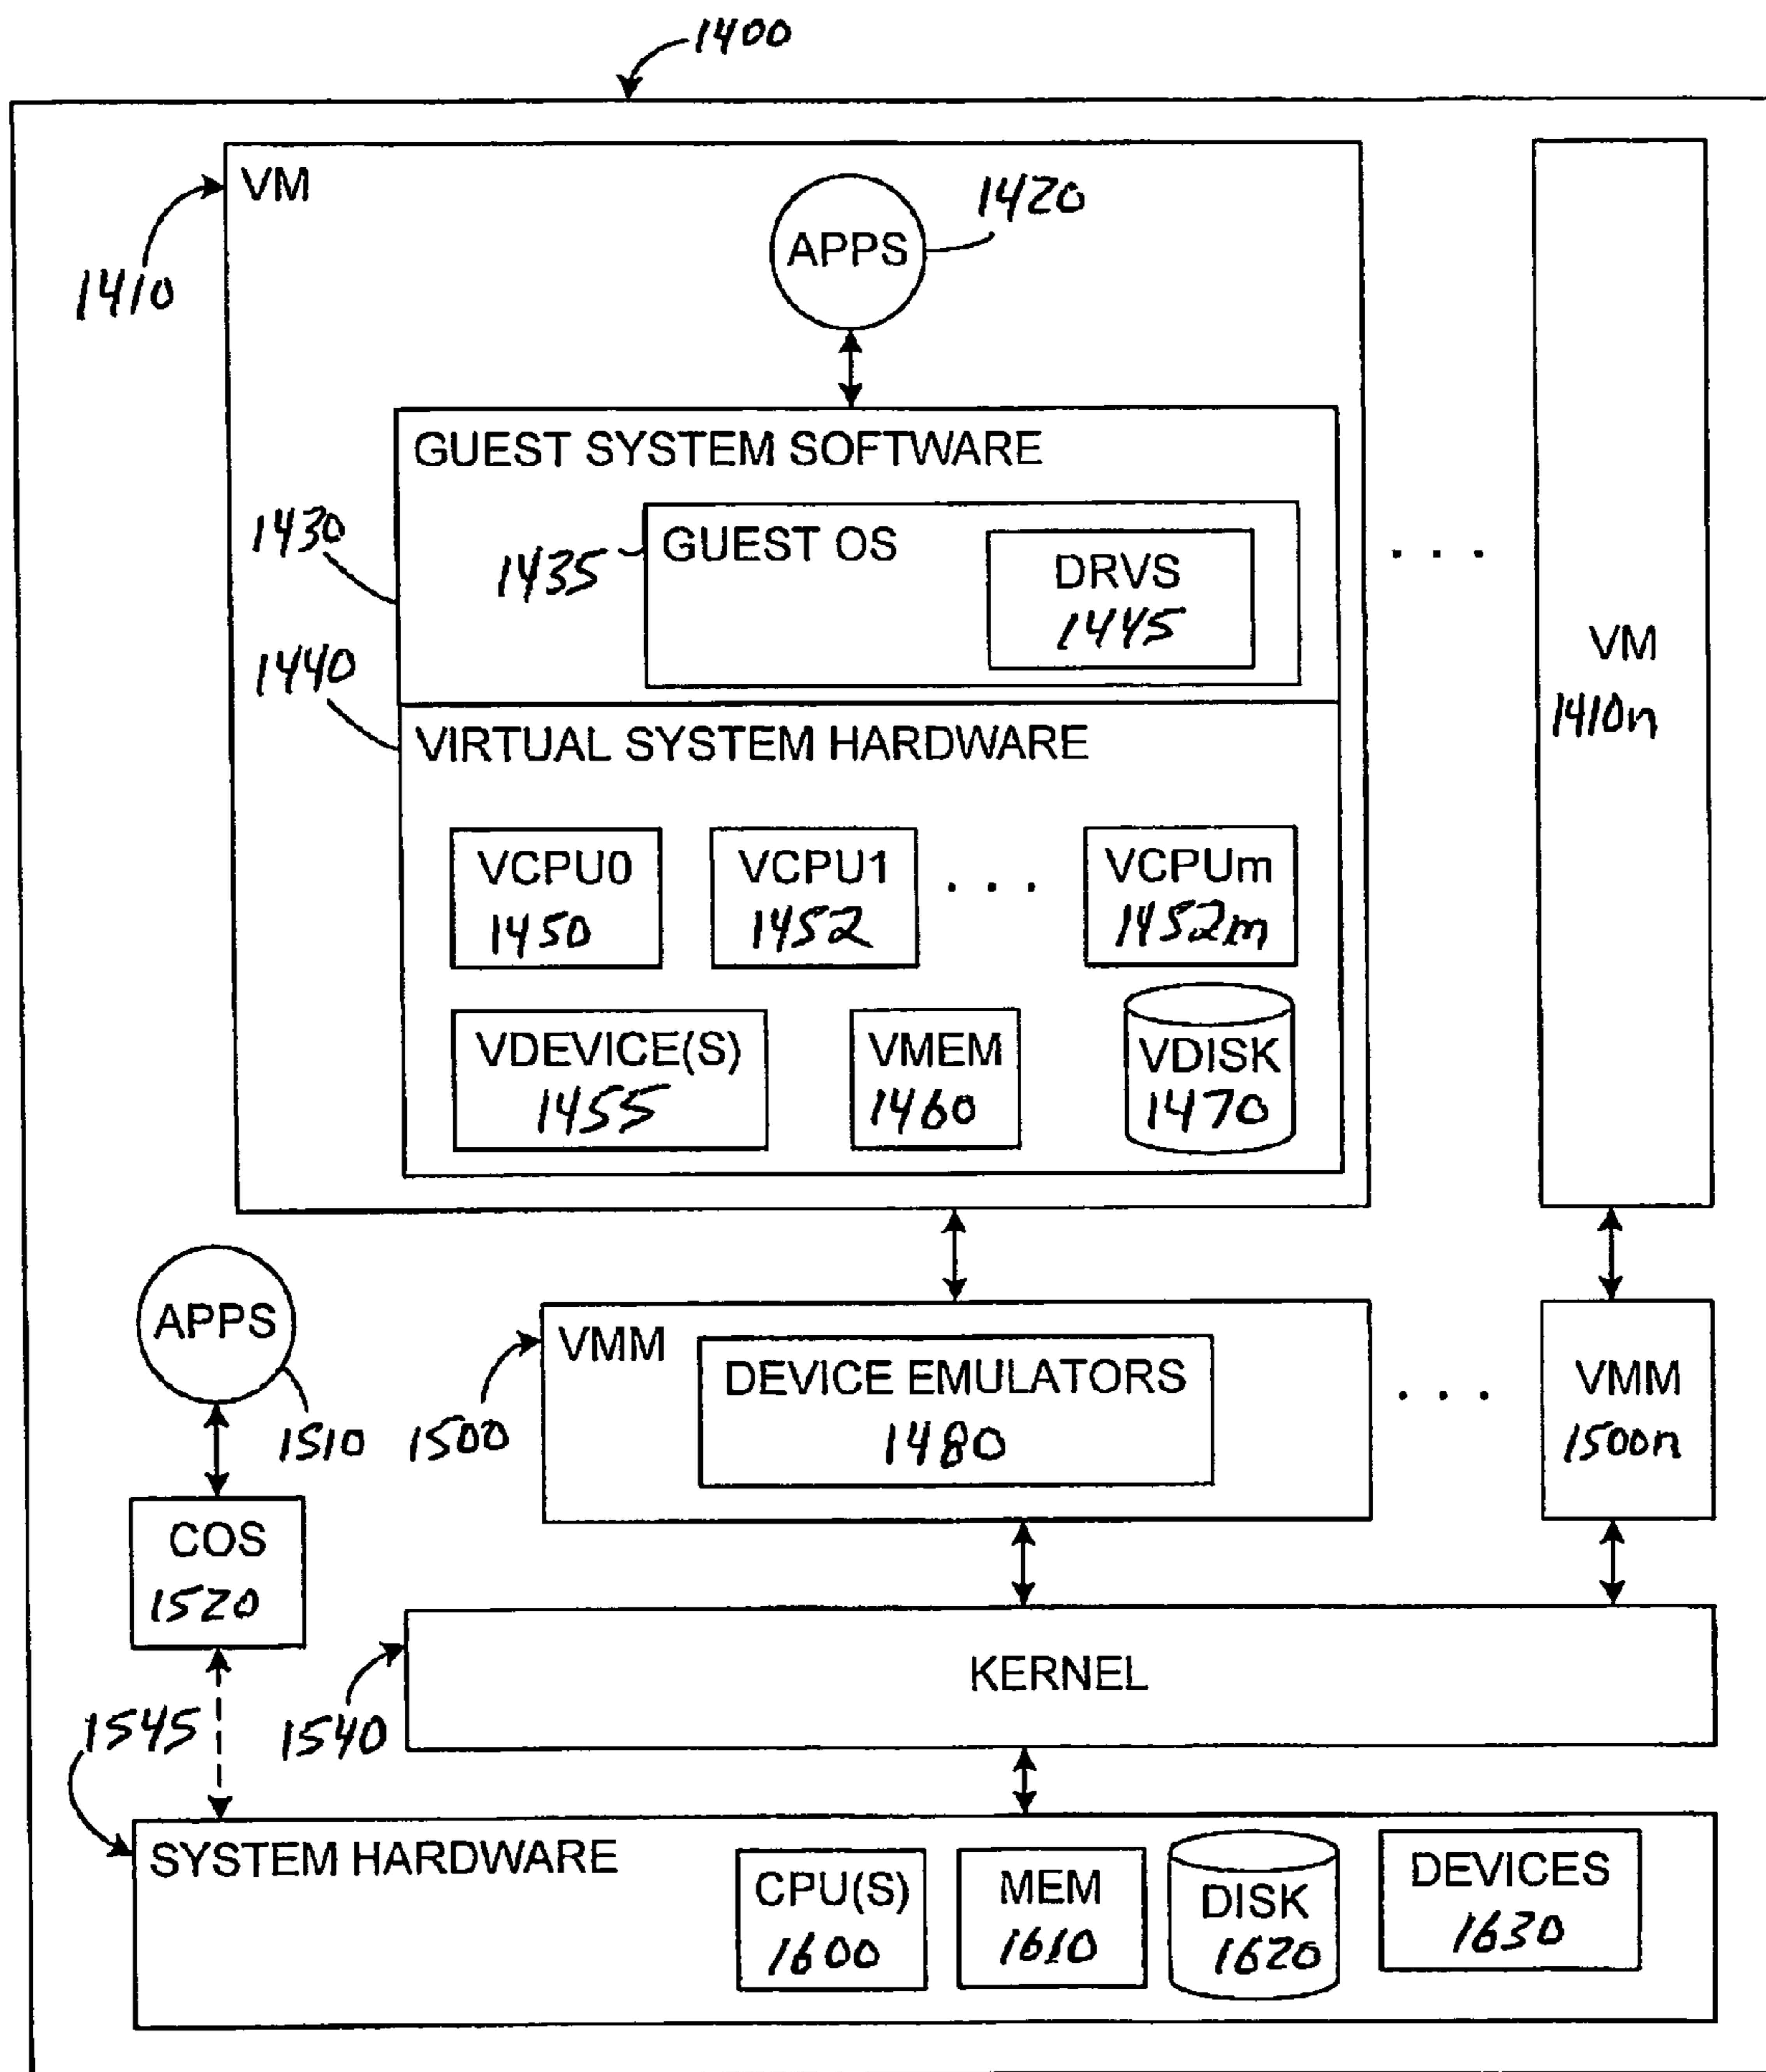 1400
VM
1410
APPS
1420
GUEST SYSTEM SOFTWARE
1430
1435
GUEST OS
DRVS
1445
. . .
VM
1410n
1440
VIRTUAL SYSTEM HARDWARE
VCPU0
1450
VCPU1
1452
. . .
VCPUm
1452m
VDEVICE(S)
1455
VMEM
1460
VDISK
1470
APPS
1510
1500
VMM
DEVICE EMULATORS
1480
. . .
VMM
1500n
COS
1520
KERNEL
1540
1545
SYSTEM HARDWARE
CPU(S)
1600
MEM
1610
DISK
1620
DEVICES
1630